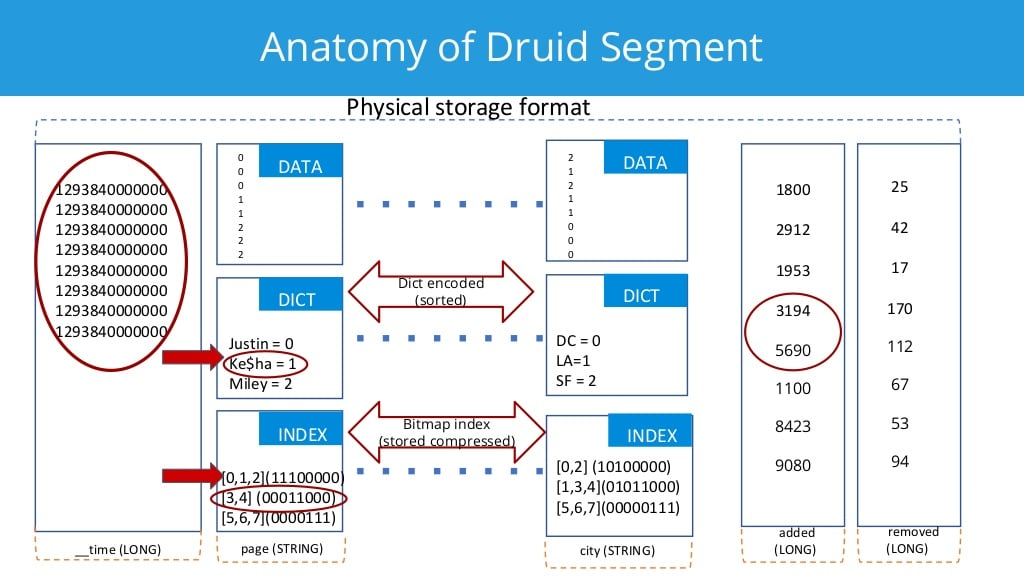 Anatomy of Druid Segment
Physical storage format
1293840000000
1293840000000
1293840000000
1293840000000
1293840000000
1293840000000
1293840000000
1293840000000
__time (LONG)
DATA
0
0
0
1
1
2
2
2
DICT
Justin = 0
Ke$ha = 1
Miley = 2
INDEX
[0,1,2](11100000)
[3,4] (00011000)
[5,6,7](0000111)
page (STRING)
Dict encoded
(sorted)
Bitmap index
(stored compressed)
DATA
2
1
2
1
1
0
0
0
DICT
DC = 0
LA=1
SF = 2
INDEX
[0,2] (10100000)
[1,3,4](01011000)
[5,6,7](00000111)
city (STRING)
1800
2912
1953
3194
5690
1100
8423
9080
added
(LONG)
25
42
17
170
112
67
53
94
removed
(LONG)